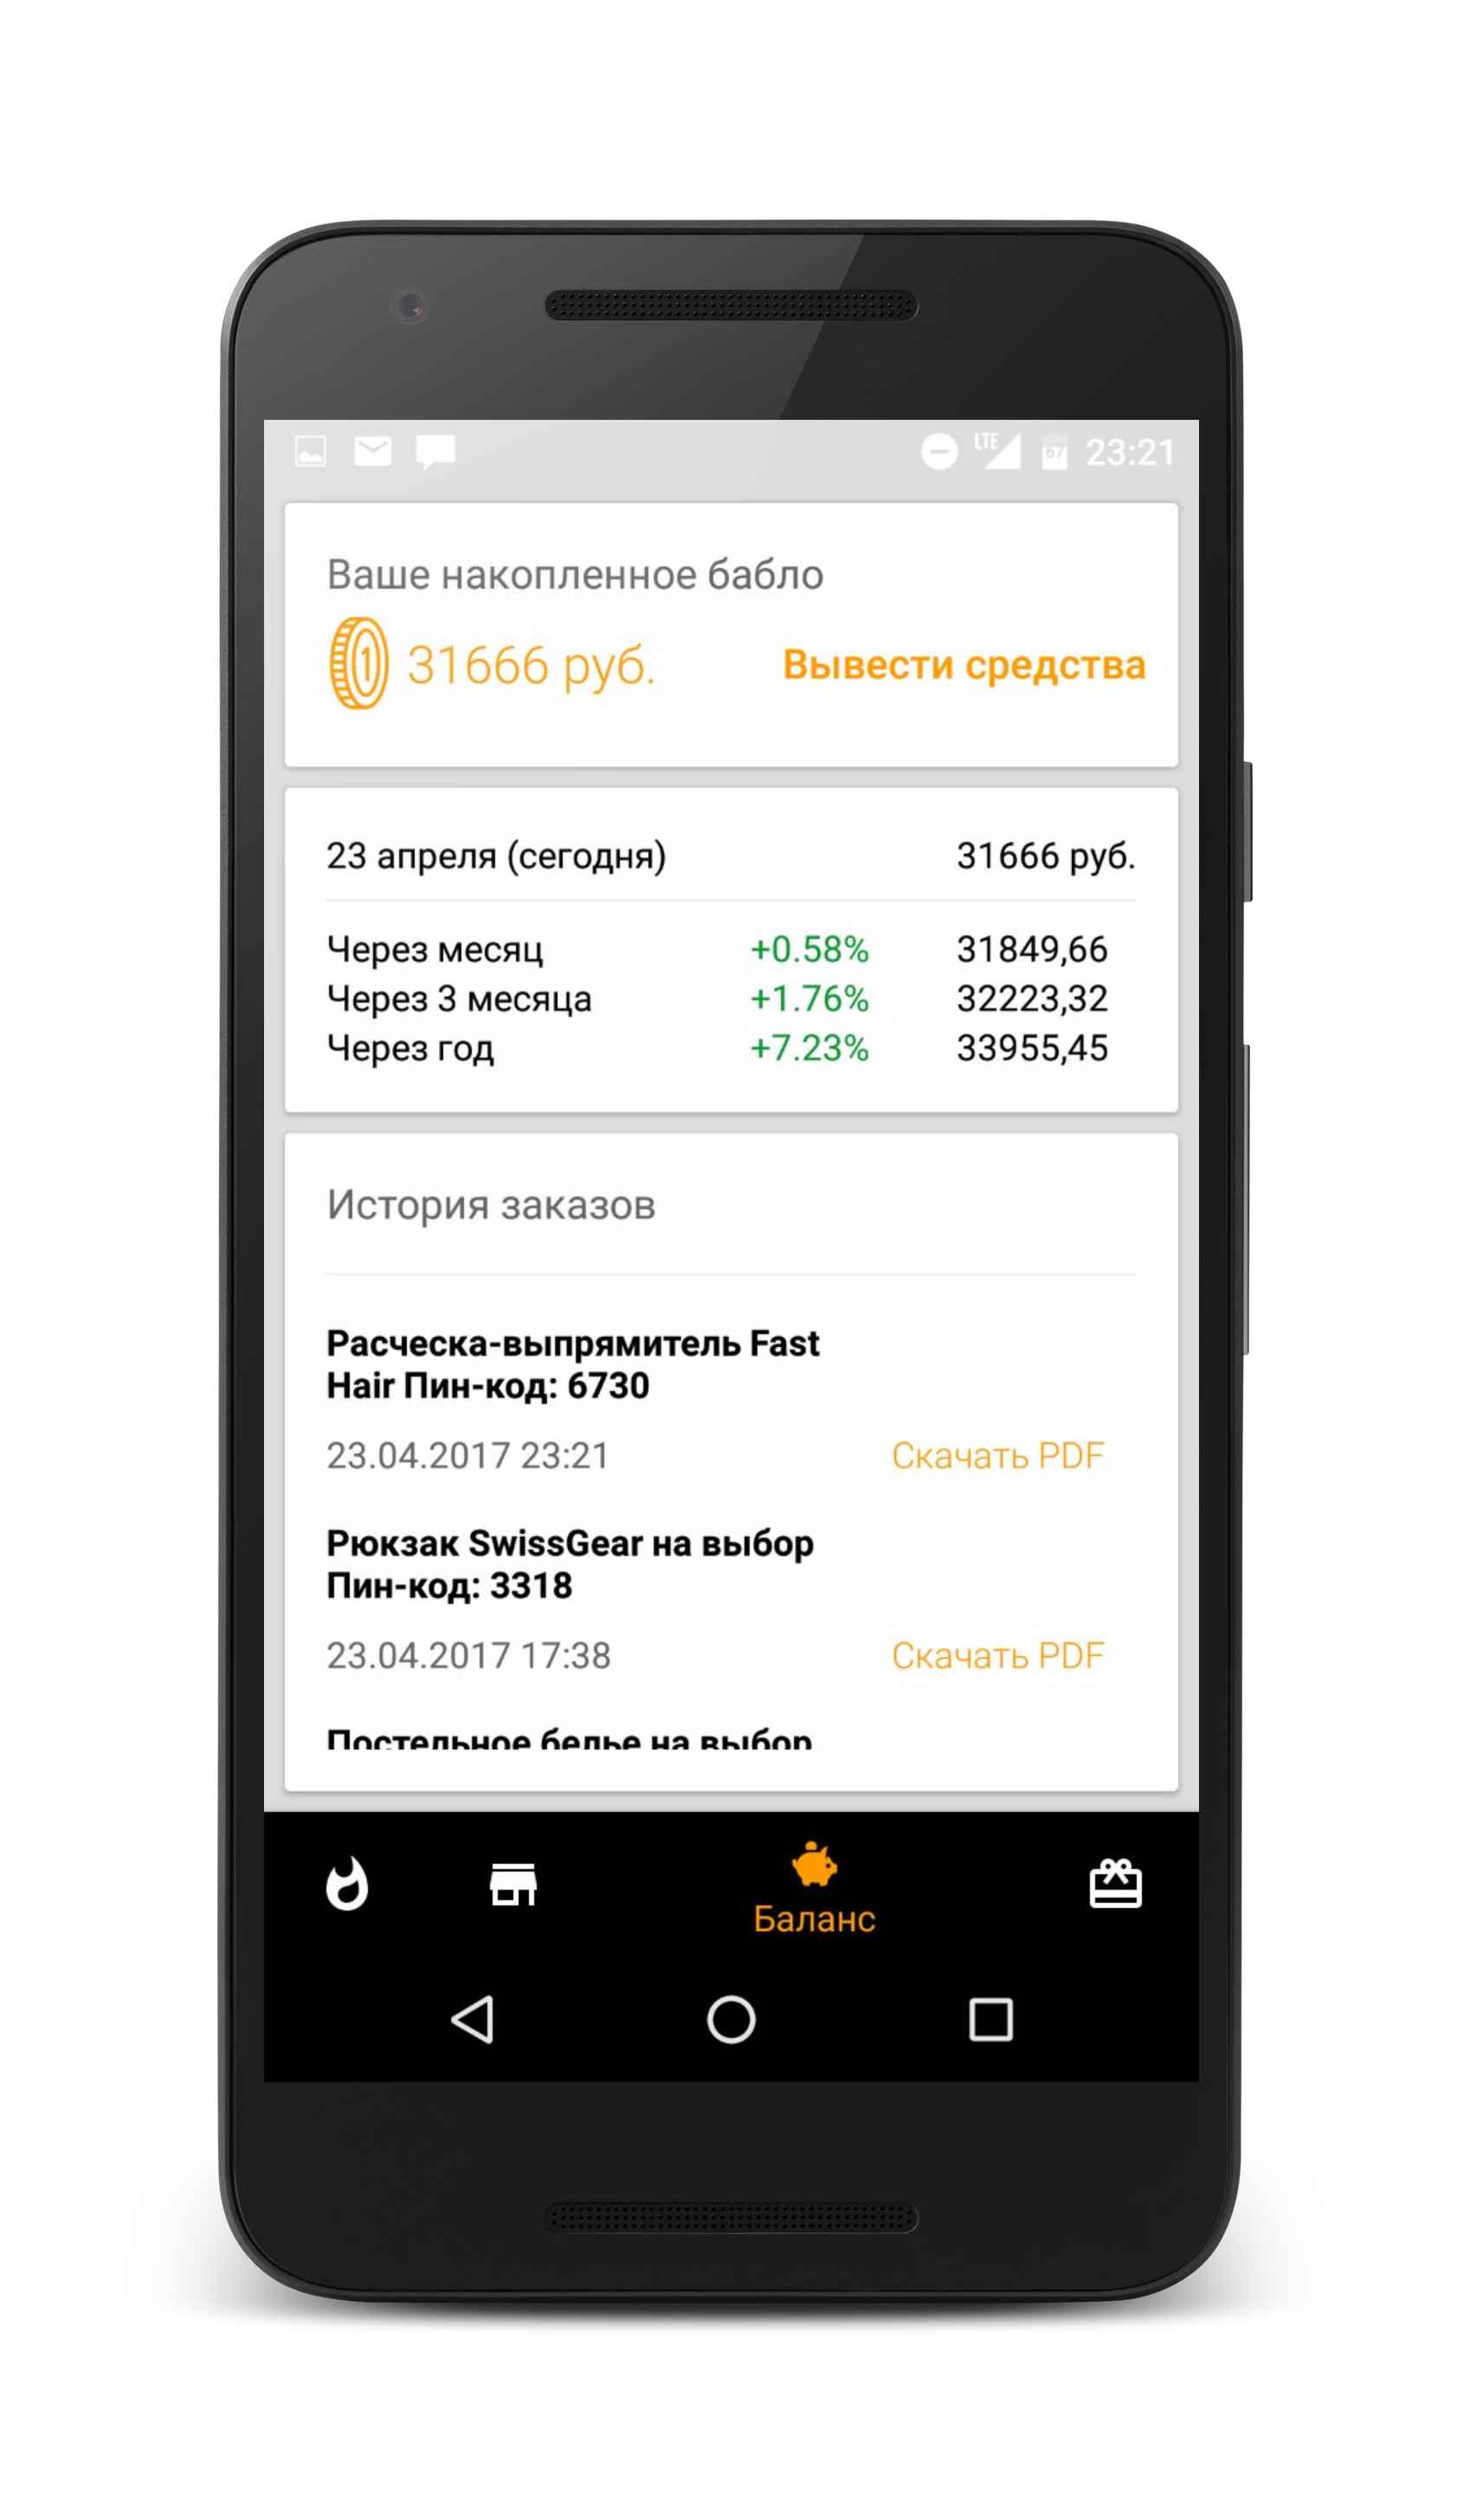 LTE 67 23:21
Ваше накопленное бабло
1 31666 руб. Вывести средства
23 апреля (сегодня) 31666 руб.
Через месяц +0.58% 31849,66
Через 3 месяца +1.76% 32223,32
Через год +7.23% 33955,45
История заказов
Расческа-выпрямитель Fast
Hair Пин-код: 6730
23.04.2017 23:21 Скачать PDF
Рюкзак SwissGear на выбор
Пин-код: 3318
23.04.2017 17:38 Скачать PDF
Постельное белье на выбор
Баланс